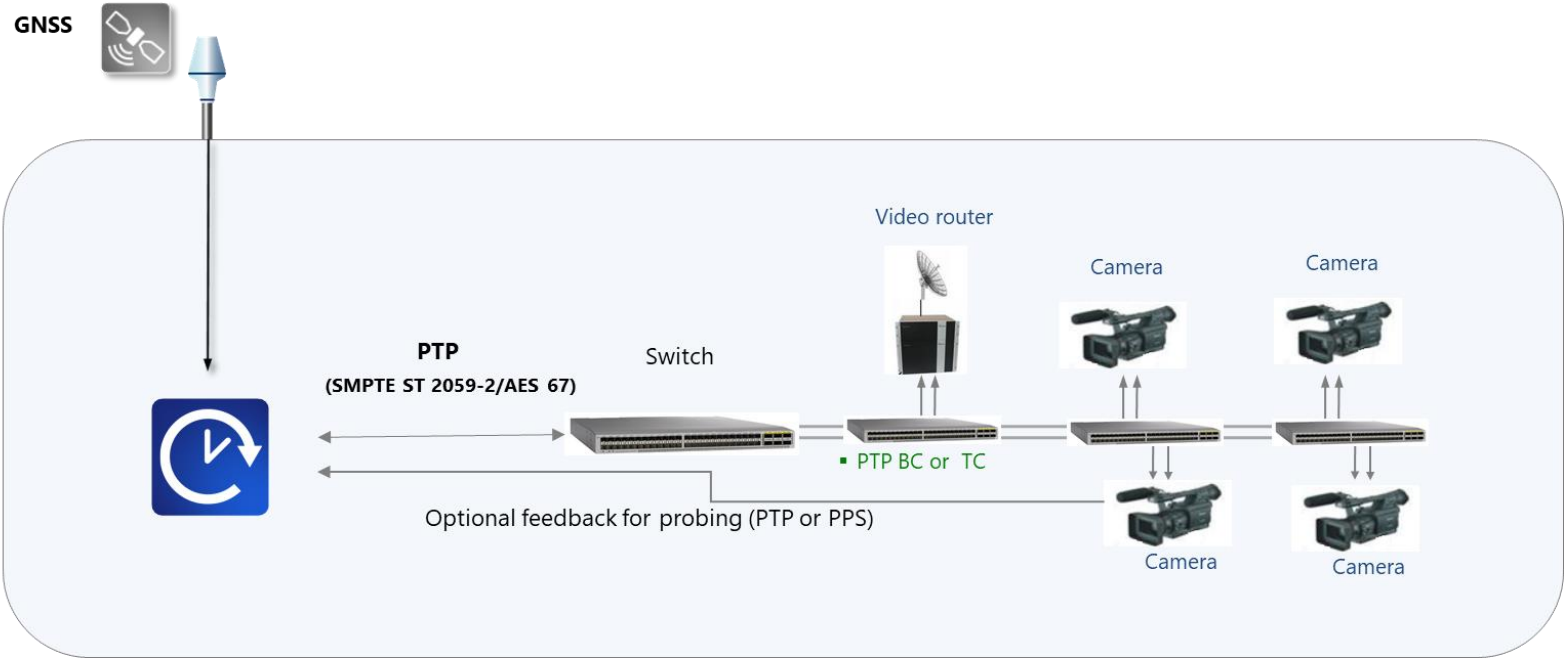 GNSS
Video router
Camera
Camera
PTP
(SMPTE ST 2059-2/AES 67)
Switch
▪ PTP BC or TC
Optional feedback for probing (PTP or PPS)
Camera
Camera